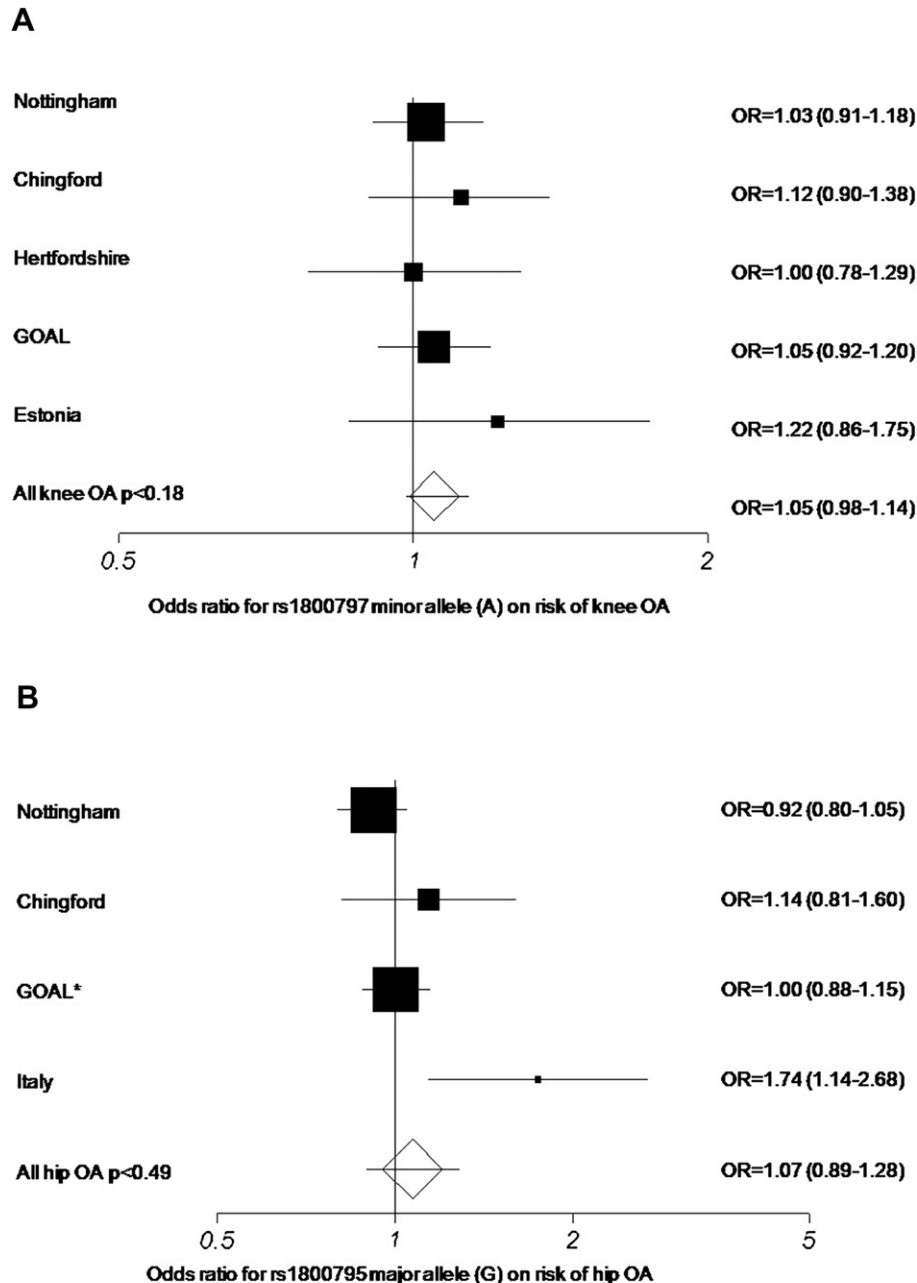 A
Nottingham OR=1.03 (0.91-1.18)
Chingford OR=1.12 (0.90-1.38)
Hertfordshire OR=1.00 (0.78-1.29)
GOAL OR=1.05 (0.92-1.20)
Estonia OR=1.22 (0.86-1.75)
All knee OA p<0.18 OR=1.05 (0.98-1.14)
0.5 1 2
Odds ratio for rs1800797 minor allele (A) on risk of knee OA
B
Nottingham OR=0.92 (0.80-1.05)
Chingford OR=1.14 (0.81-1.60)
GOAL* OR=1.00 (0.88-1.15)
Italy OR=1.74 (1.14-2.68)
All hip OA p<0.49 OR=1.07 (0.89-1.28)
0.5 1 2 5
Odds ratio for rs1800795 major allele (G) on risk of hip OA